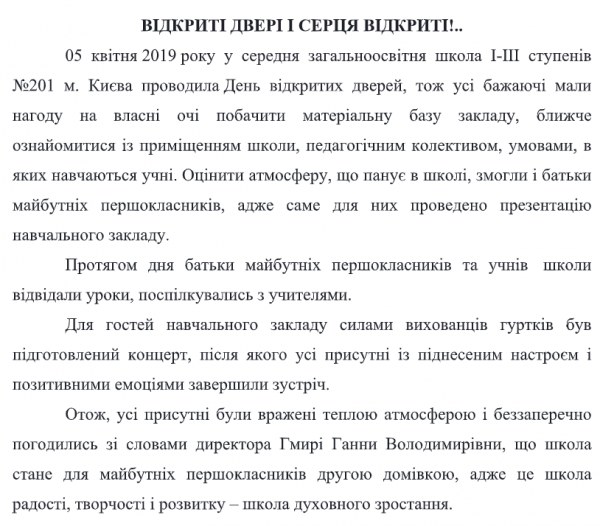 ВІДКРИТІ ДВЕРІ І СЕРЦЯ ВІДКРИТІ!..
05 квітня 2019 року у середня загальноосвітня школа І-ІІІ ступенів
№201 м. Києва проводила День відкритих дверей, тож усі бажаючі мали
нагоду на власні очі побачити матеріальну базу закладу, ближче
ознайомитися із приміщенням школи, педагогічним колективом, умовами, в
яких навчаються учні. Оцінити атмосферу, що панує в школі, змогли і батьки
майбутніх першокласників, адже саме для них проведено презентацію
навчального закладу.
Протягом дня батьки майбутніх першокласників та учнів школи
відвідали уроки, поспілкувались з учителями.
Для гостей навчального закладу силами вихованців гуртків був
підготовлений концерт, після якого усі присутні із піднесеним настроєм і
позитивними емоціями завершили зустріч.
Отож, усі присутні були вражені теплою атмосферою і беззаперечно
погодились зі словами директора Гмирі Ганни Володимирівни, що школа
стане для майбутніх першокласників другою домівкою, адже це школа
радості, творчості і розвитку – школа духовного зростання.